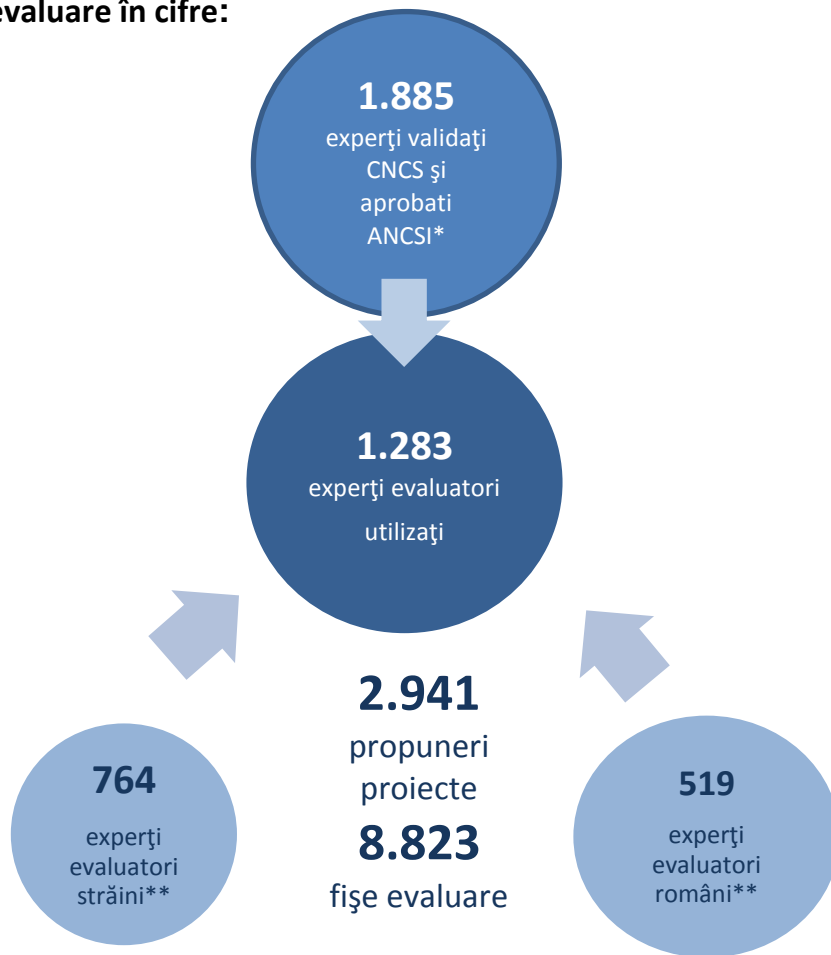 evaluare în cifre:
1.885
experţi validaţi
CNCS şi
aprobati
ANCSI*
1.283
experţi evaluatori
utilizaţi
2.941
propuneri
proiecte
8.823
fişe evaluare
764
experţi
evaluatori
străini**
519
experţi
evaluatori
români**